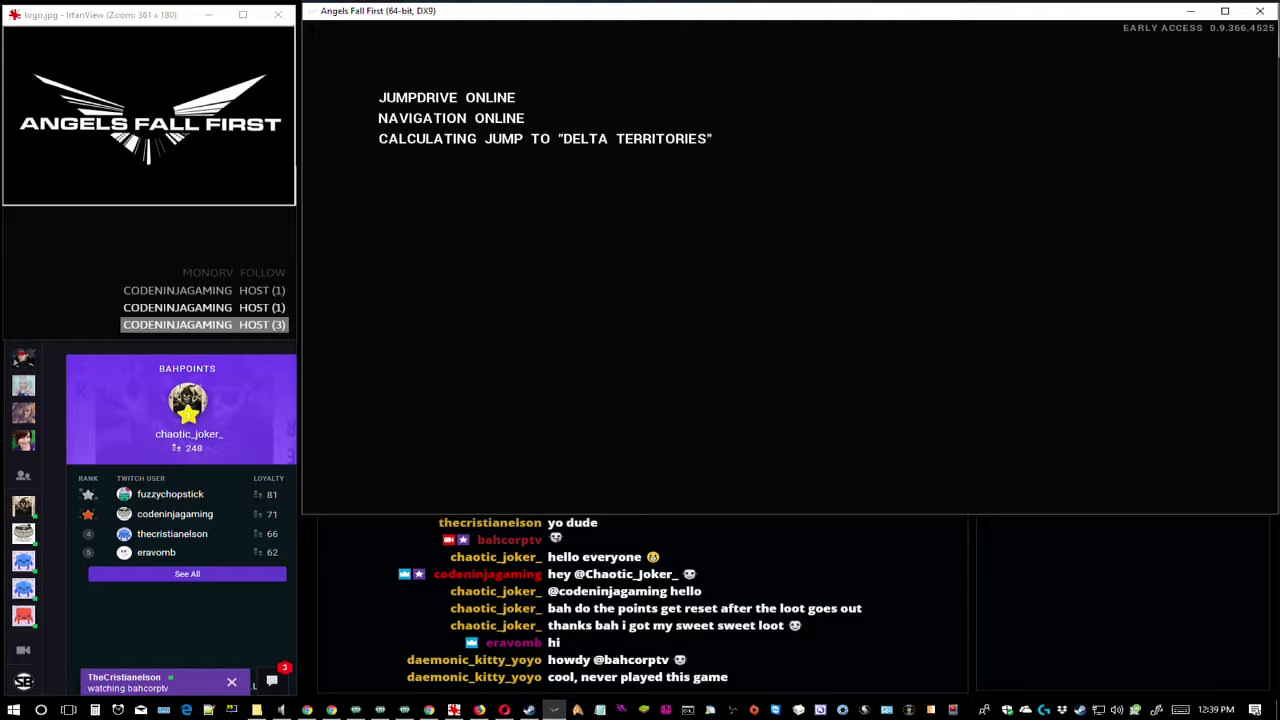 logo.jpg - IrfanView (Zoom: 361 x 180)
ANGELS FALL FIRST
MONORV FOLLOW
CODENINJAGAMING HOST (1)
CODENINJAGAMING HOST (1)
CODENINJAGAMING HOST (3)
BAHPOINTS
1
chaotic_joker_
249
RANK TWITCH USER LOYALTY
fuzzychopstick 81
codeninjagaming 71
4 thecristianelson 66
5 eravomb 62
See All
TheCristianelson
watching bahcorptv
3
Angels Fall First (64-bit, DX9)
EARLY ACCESS 0.9.366.4525
JUMPDRIVE ONLINE
NAVIGATION ONLINE
CALCULATING JUMP TO "DELTA TERRITORIES"
thecristianelson yo dude
bahcorptv
chaotic_joker_ hello everyone
codeninjagaming hey @Chaotic_Joker_
chaotic_joker_ @codeninjagaming hello
chaotic_joker_ bah do the points get reset after the loot goes out
chaotic_joker_ thanks bah i got my sweet sweet loot
eravomb hi
daemonic_kitty_yoyo howdy @bahcorptv
daemonic_kitty_yoyo cool, never played this game
12:39 PM